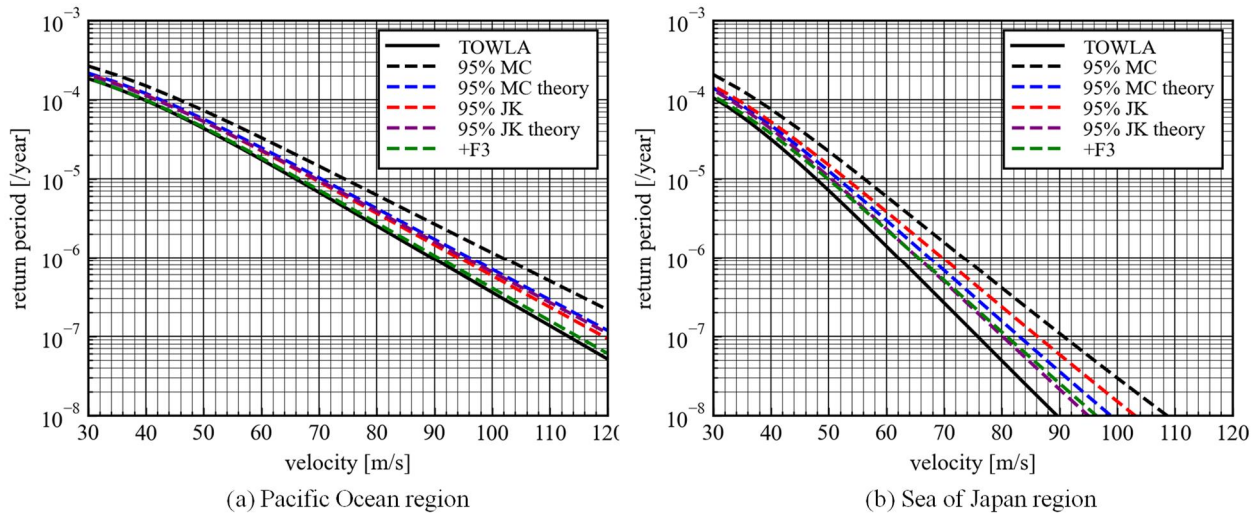 10⁻³
10⁻⁴
10⁻⁵
10⁻⁶
10⁻⁷
10⁻⁸
return period [/year]
TOWLA
95% MC
95% MC theory
95% JK
95% JK theory
+F3
30 40 50 60 70 80 90 100 110 120
velocity [m/s]
(a) Pacific Ocean region
10⁻³
10⁻⁴
10⁻⁵
10⁻⁶
10⁻⁷
10⁻⁸
return period [/year]
TOWLA
95% MC
95% MC theory
95% JK
95% JK theory
+F3
30 40 50 60 70 80 90 100 110 120
velocity [m/s]
(b) Sea of Japan region